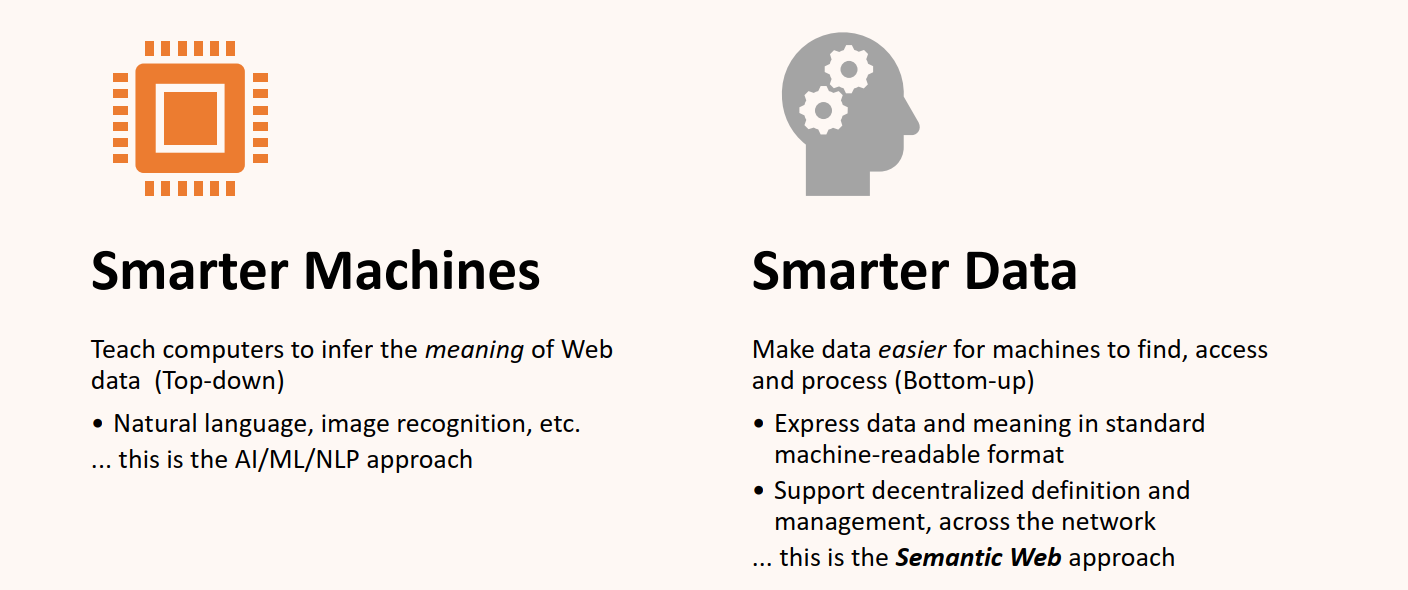 Smarter Machines
Teach computers to infer the meaning of Web
data (Top-down)
• Natural language, image recognition, etc.
... this is the AI/ML/NLP approach
Smarter Data
Make data easier for machines to find, access
and process (Bottom-up)
• Express data and meaning in standard
machine-readable format
• Support decentralized definition and
management, across the network
... this is the Semantic Web approach